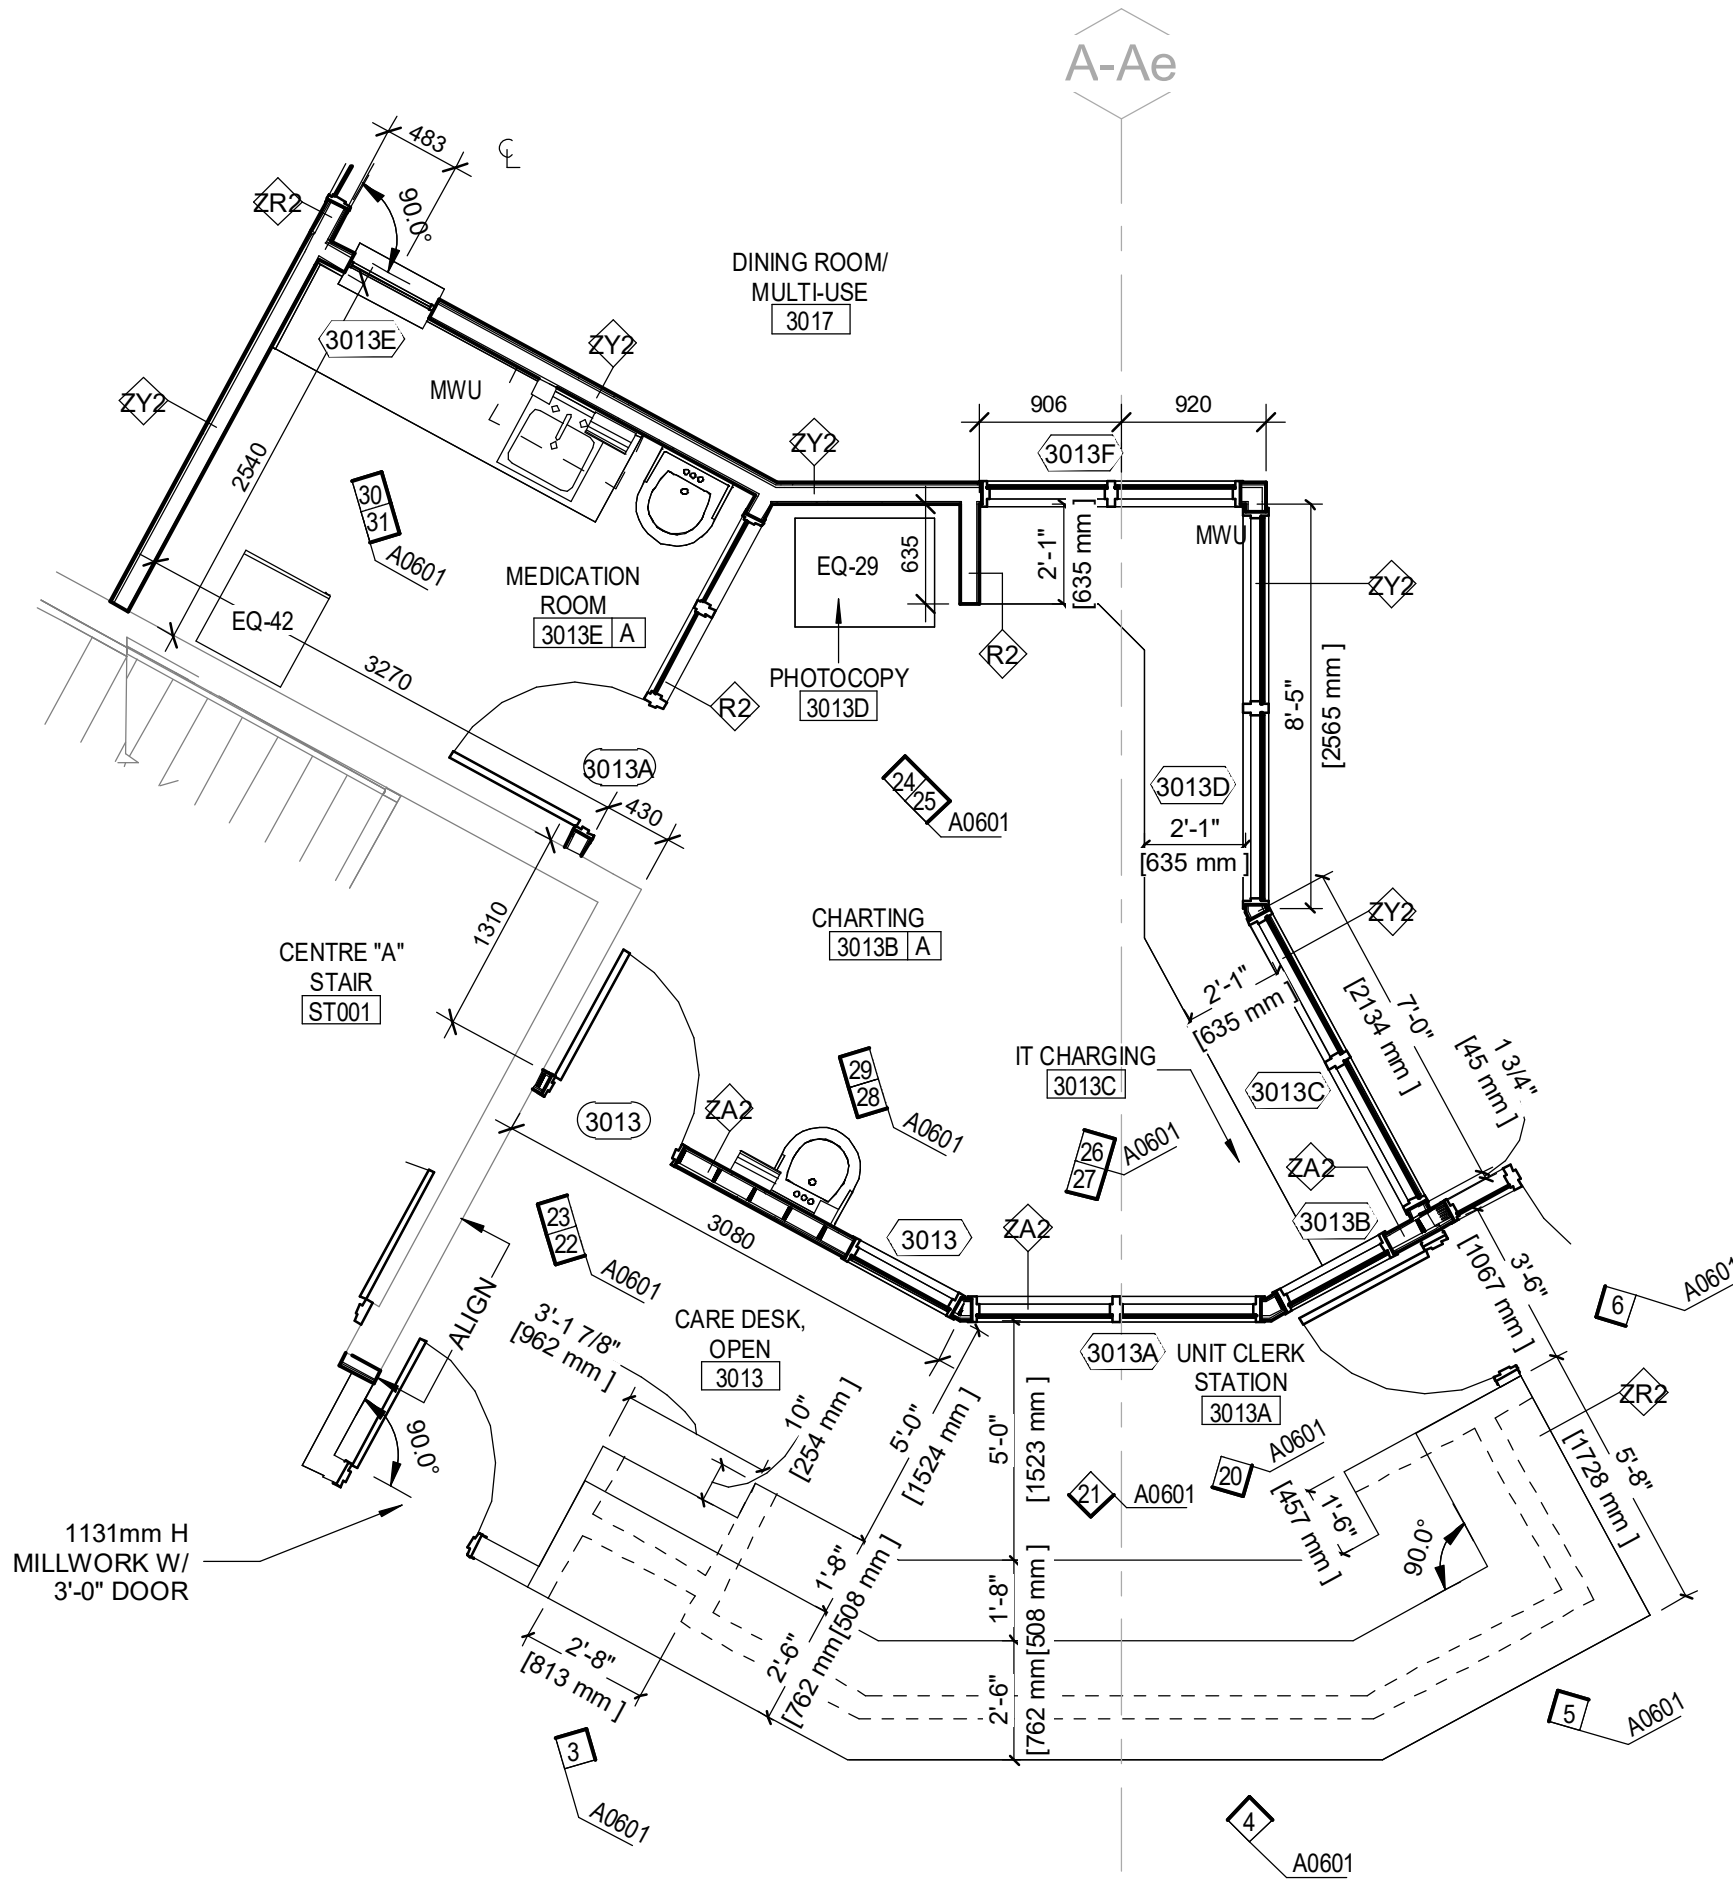 A-Ae
483
℄
90.0°
ZR2
DINING ROOM/
MULTI-USE
3017
3013E
ZY2
MWU
ZY2
906
920
ZY2
3013F
2540
30
31
A0601
635
2'-1"
[635 mm ]
MWU
EQ-29
ZY2
MEDICATION
ROOM
3013E A
EQ-42
R2
3270
PHOTOCOPY
3013D
R2
8'-5"
[2565 mm ]
3013A
430
24
25
A0601
3013D
2'-1"
[635 mm ]
1310
CHARTING
3013B A
ZY2
CENTRE "A"
STAIR
ST001
2'-1"
[635 mm ]
7'-0"
[2134 mm ]
1 3/4"
[45 mm ]
IT CHARGING
3013C
29
28
A0601
3013C
3013
ZA2
26
27
A0601
ZA2
3080
3013
ZA2
3013B
23
22
A0601
ALIGN
3'-6"
[1067 mm ]
6
A0601
3'-1 7/8"
[962 mm ]
CARE DESK,
OPEN
3013
3013A
UNIT CLERK
STATION
3013A
ZR2
10"
[254 mm ]
5'-0"
[1524 mm ]
5'-0"
[1523 mm ]
90.0°
20
A0601
21
A0601
1'-6"
[457 mm ]
5'-8"
[1728 mm ]
90.0°
1131mm H
MILLWORK W/
3'-0" DOOR
1'-8"
[508 mm ]
1'-8"
[508 mm ]
2'-8"
[813 mm ]
2'-6"
[762 mm ]
2'-6"
[762 mm ]
3
A0601
5
A0601
4
A0601